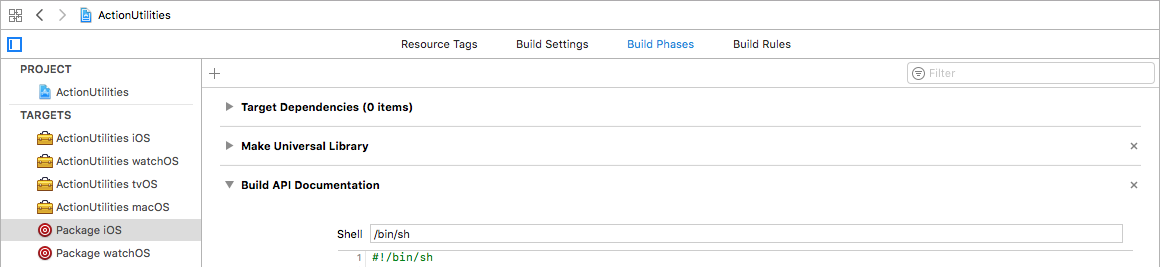 ActionUtilities
Resource Tags Build Settings Build Phases Build Rules
PROJECT
ActionUtilities
TARGETS
ActionUtilities iOS
ActionUtilities watchOS
ActionUtilities tvOS
ActionUtilities macOS
Package iOS
Package watchOS
Filter
Target Dependencies (0 items)
Make Universal Library
Build API Documentation
Shell /bin/sh
1 #!/bin/sh